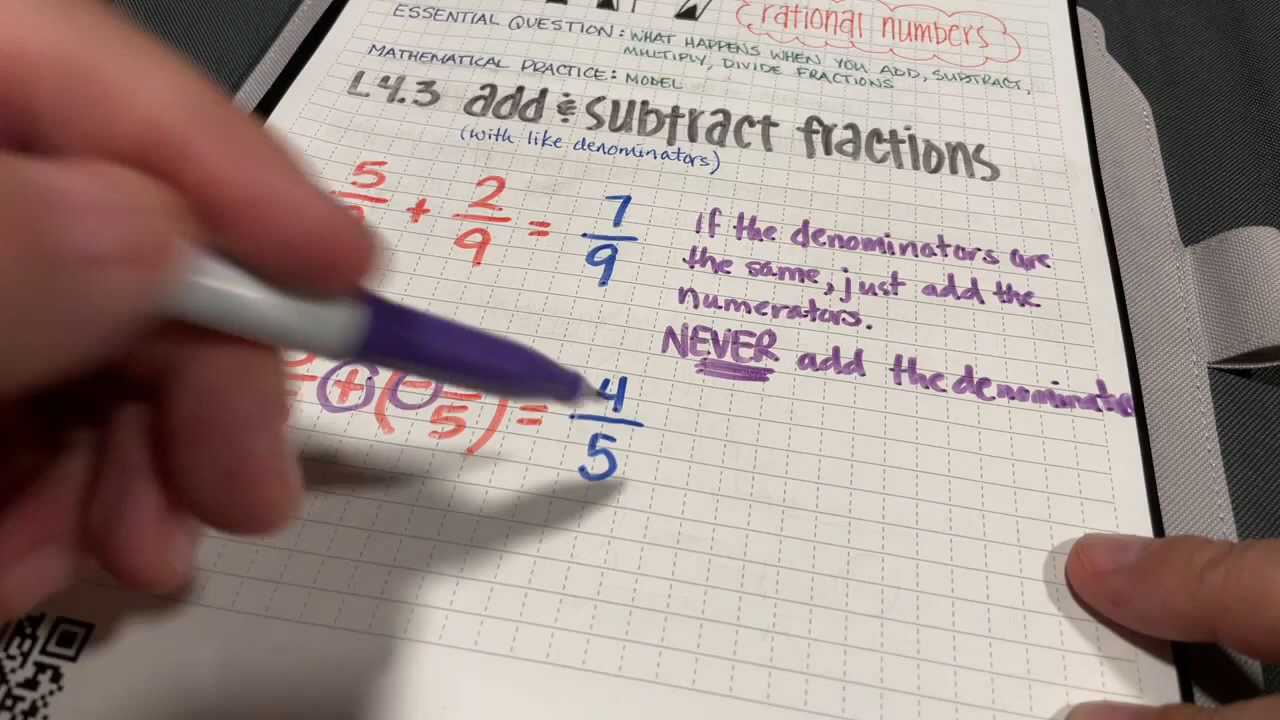 rational numbers
ESSENTIAL QUESTION: WHAT HAPPENS WHEN YOU ADD, SUBTRACT,
MULTIPLY, DIVIDE FRACTIONS
MATHEMATICAL PRACTICE: MODEL
L4.3 add & subtract fractions
(with like denominators)
5/ + 2/9 = 7/9
If the denominators are
the same, just add the
numerators.
NEVER add the denominato
+ (- /5) = 4/5